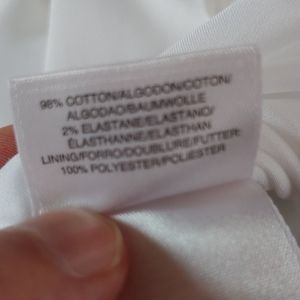 98% COTTON/ALGODON/COTON/
ALGODAO/BAUMWOLLE
2% ELASTANE/ELASTANO/
ÉLASTHANNE/ELASTHAN
LINING/FORRO/DOUBLURE/FUTTER:
100% POLYESTER/POLIESTER